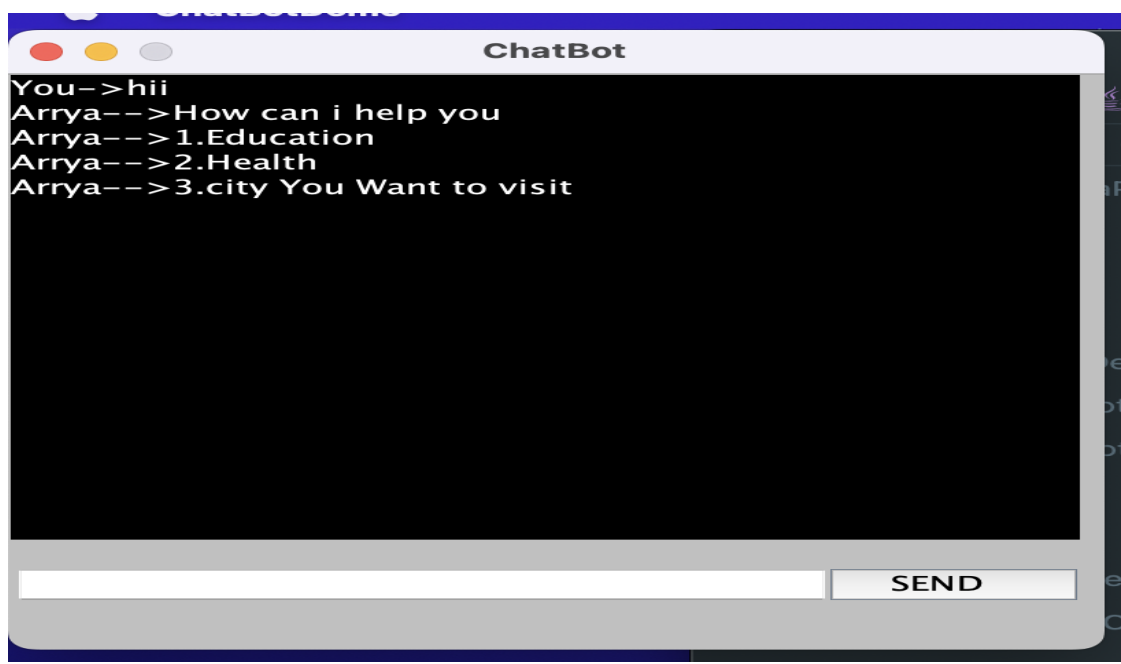 ChatBot
You->hii
Arrya-->How can i help you
Arrya-->1.Education
Arrya-->2.Health
Arrya-->3.city You Want to visit
SEND